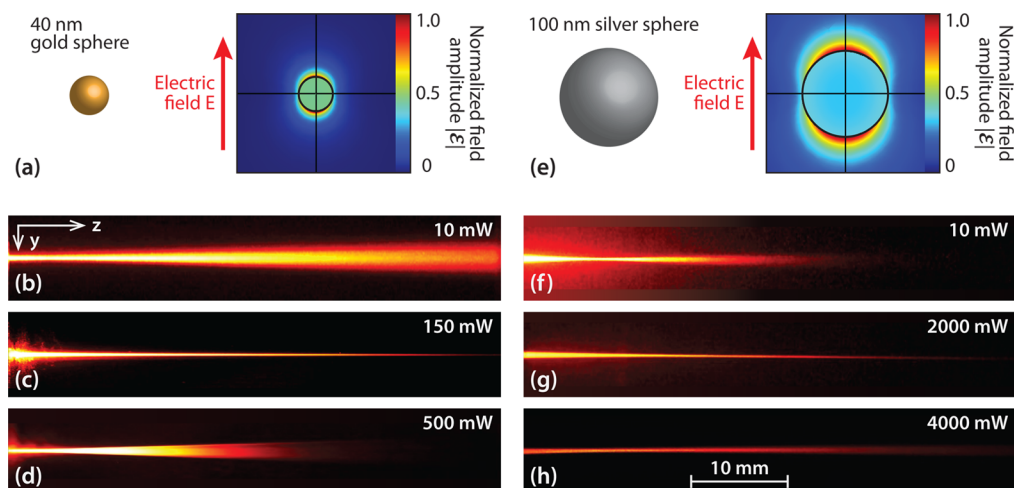 40 nm
gold sphere
Electric
field E
1.0
0.5
0
Normalized field
amplitude |ε|
(a)
100 nm silver sphere
Electric
field E
1.0
0.5
0
Normalized field
amplitude |ε|
(e)
z
y
10 mW
(b)
150 mW
(c)
500 mW
(d)
10 mW
(f)
2000 mW
(g)
4000 mW
10 mm
(h)